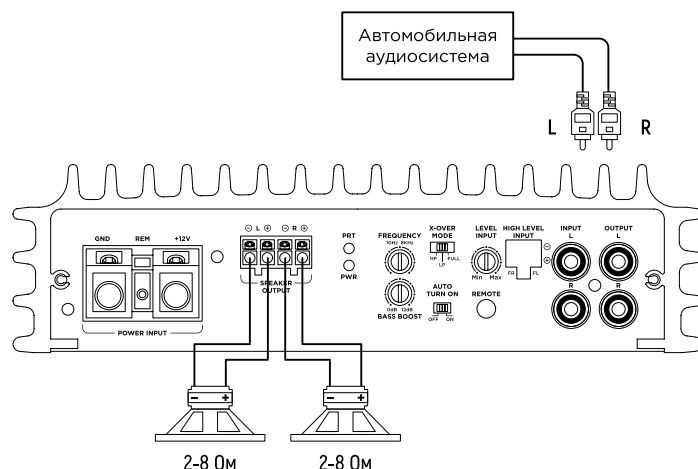 Автомобильная
аудиосистема
L R
GND REM +12V
POWER INPUT
⊖ L ⊕ ⊖ R ⊕
SPEAKER
OUTPUT
PRT
PWR
FREQUENCY
10Hz 8KHz
0dB 12dB
BASS BOOST
X-OVER
MODE
HP FULL
LP
AUTO
TURN ON
OFF ON
LEVEL
INPUT
Min Max
REMOTE
HIGH LEVEL
INPUT
⊖
⊕
FR FL
INPUT
L
R
OUTPUT
L
R
− +
− +
2-8 Ом
2-8 Ом